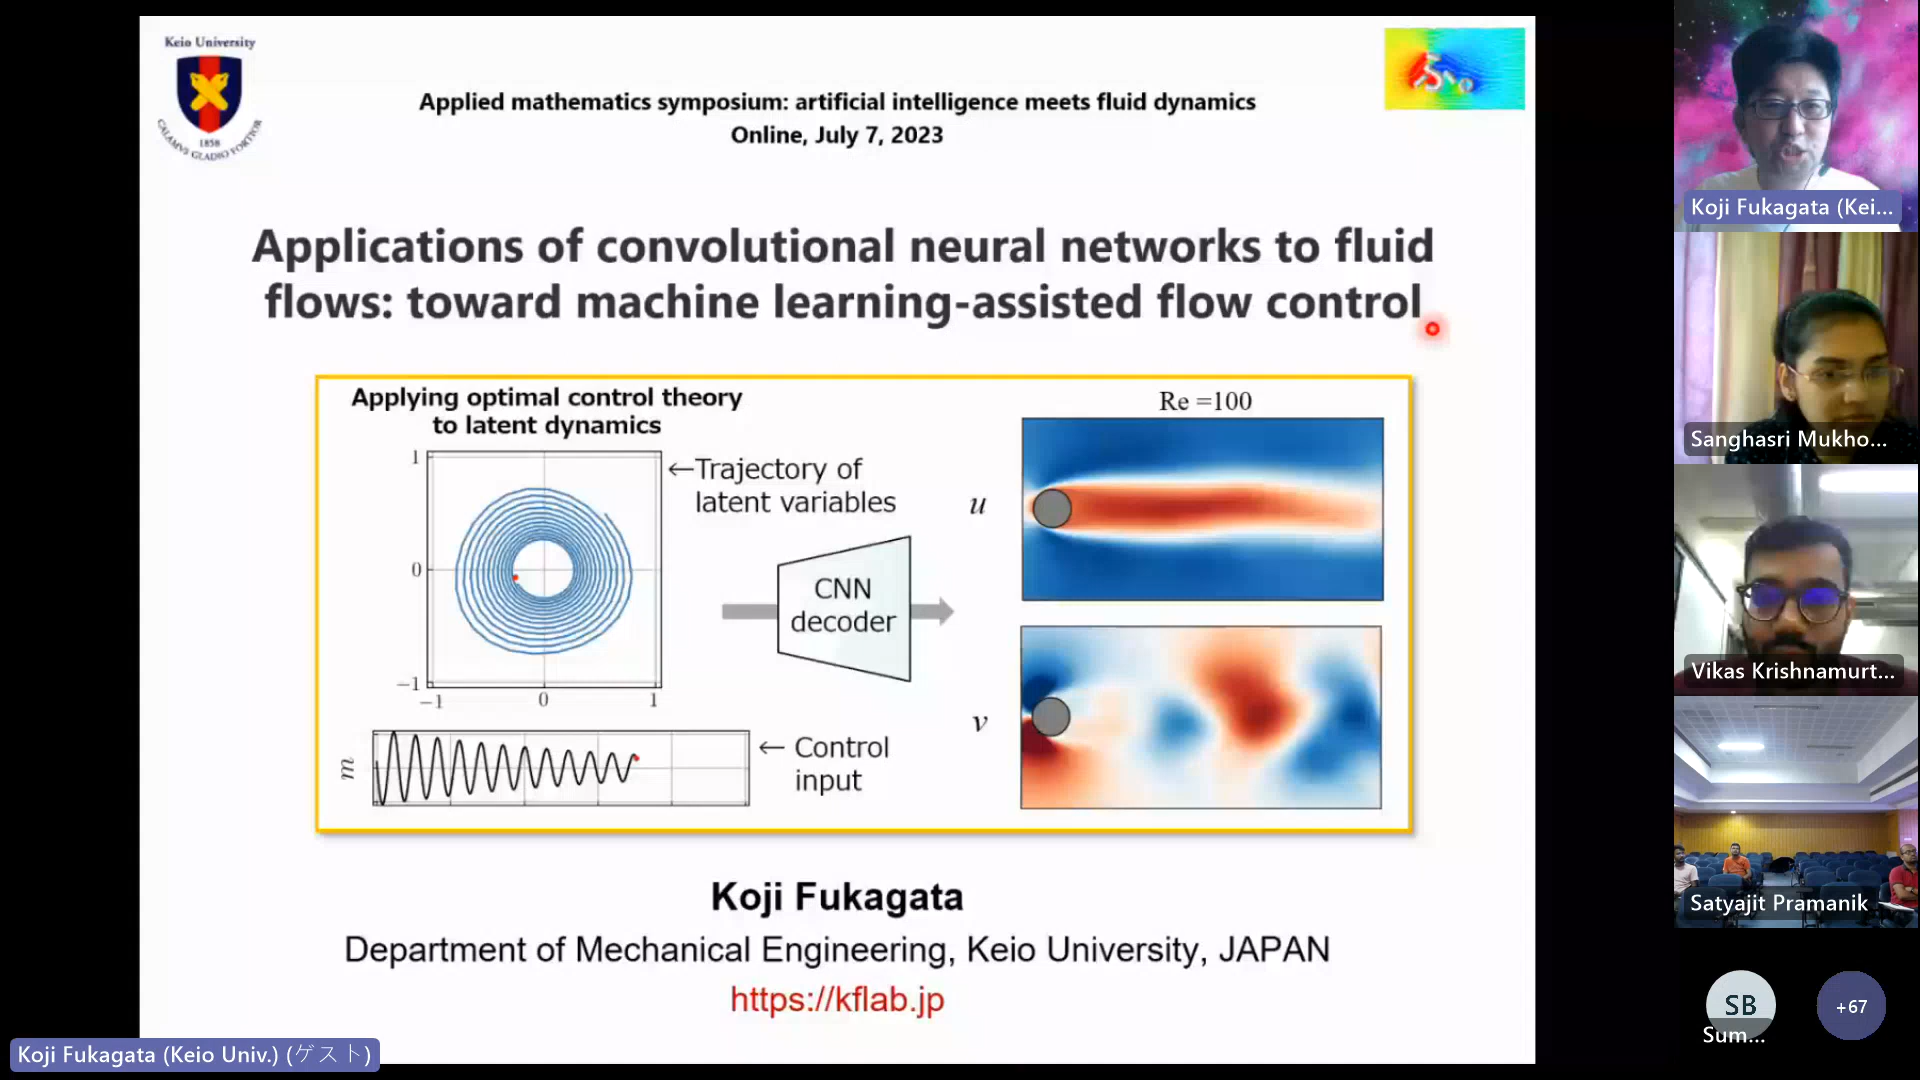 Keio University
1858
CALAMVS GLADIO FORTIOR
Applied mathematics symposium: artificial intelligence meets fluid dynamics
Online, July 7, 2023
Applications of convolutional neural networks to fluid
flows: toward machine learning-assisted flow control
Applying optimal control theory
to latent dynamics
1
0
−1
−1
0
1
←Trajectory of
latent variables
CNN
decoder
m
← Control
input
Re =100
u
v
Koji Fukagata
Department of Mechanical Engineering, Keio University, JAPAN
https://kflab.jp
Koji Fukagata (Keio Univ.) (ゲスト)
Koji Fukagata (Kei...
Sanghasri Mukho...
Vikas Krishnamurt...
Satyajit Pramanik
SB
Sum...
+67